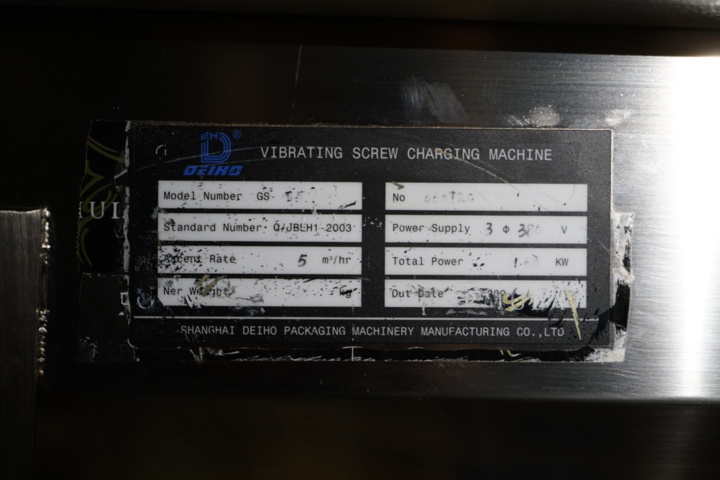 DEIHO ®
VIBRATING SCREW CHARGING MACHINE
Model Number GS-
No
Standard Number Q/JBLH1-2003
Power Supply 3 Φ V
Ascent Rate 5 m³/hr
Total Power KW
Ner Weight Kg
Out Date
SHANGHAI DEIHO PACKAGING MACHINERY MANUFACTURING CO.,LTD